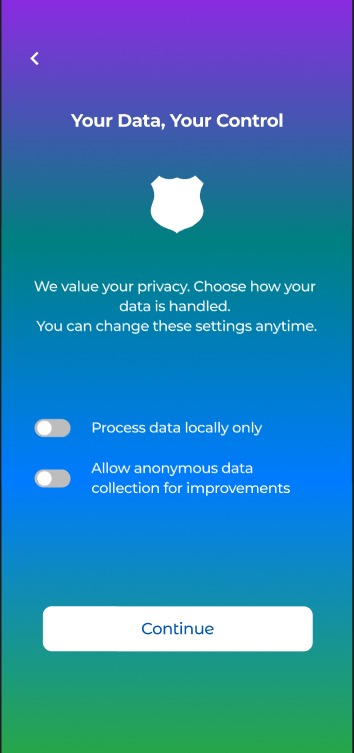 Your Data, Your Control
We value your privacy. Choose how your
data is handled.
You can change these settings anytime.
Process data locally only
Allow anonymous data
collection for improvements
Continue